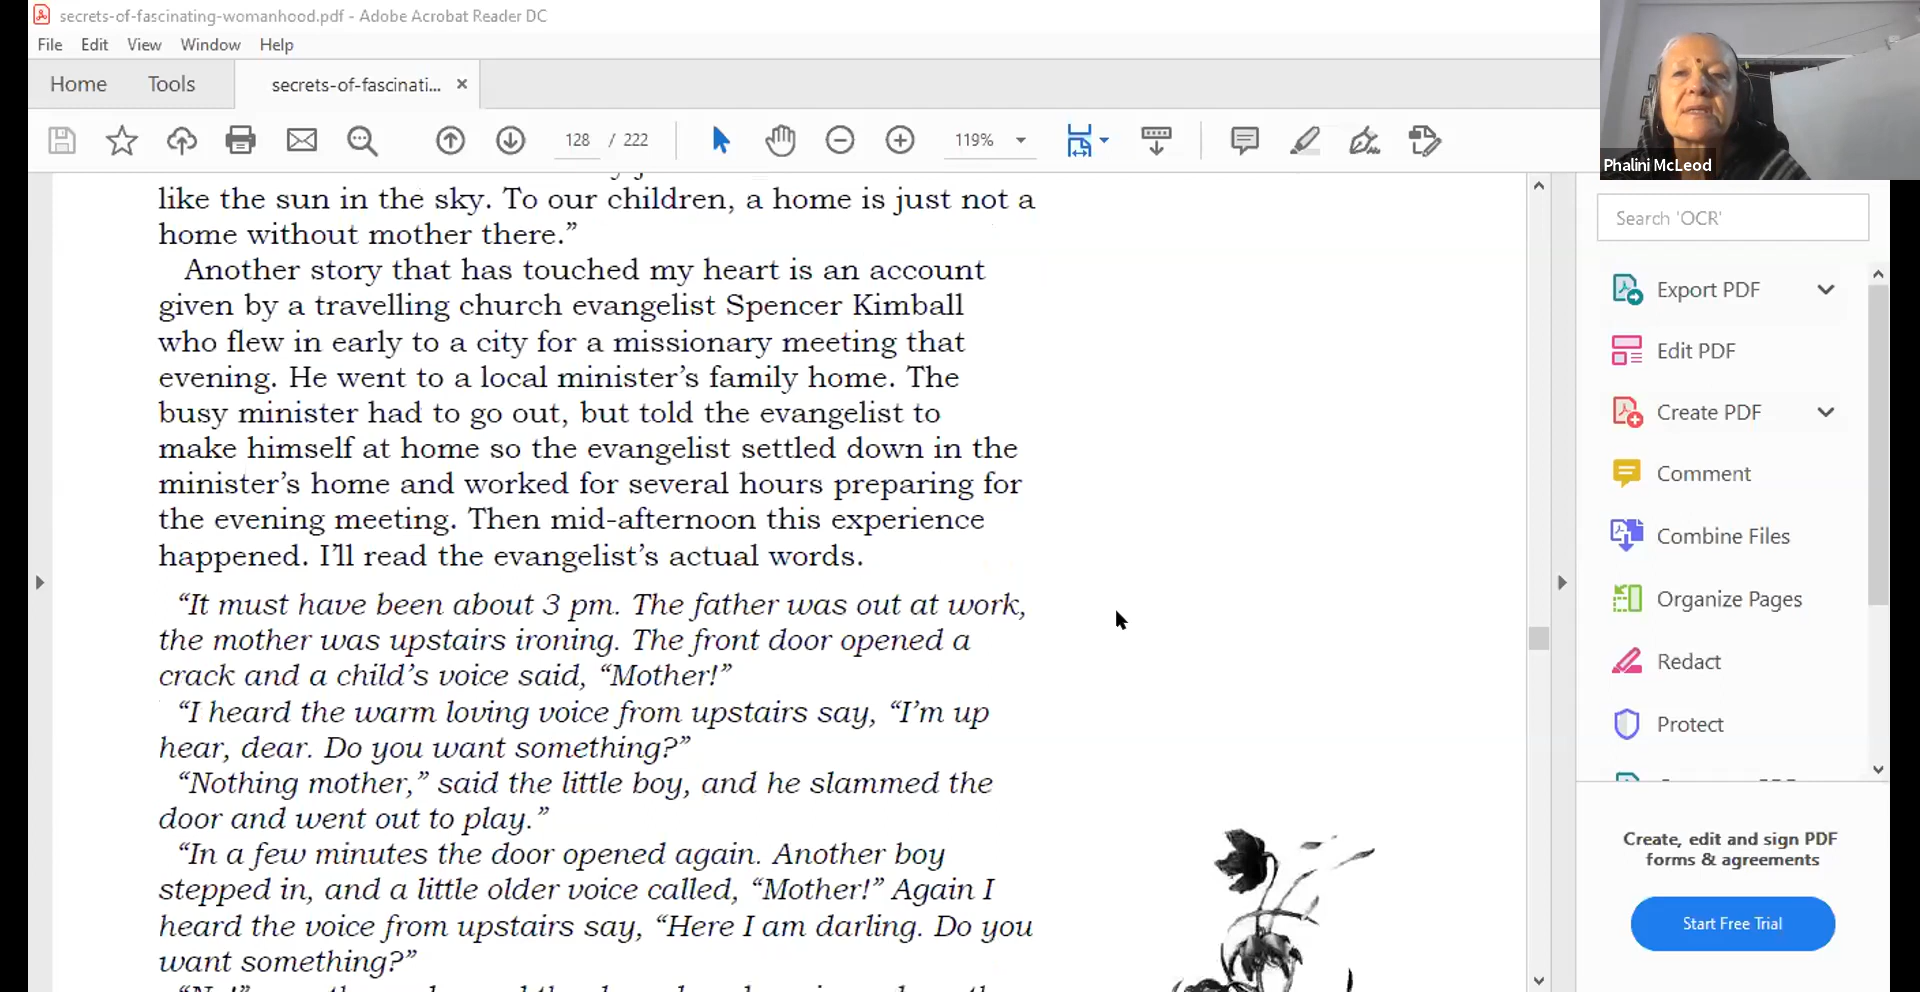 secrets-of-fascinating-womanhood.pdf - Adobe Acrobat Reader DC
File Edit View Window Help
Home Tools secrets-of-fascinati... ×
128 / 222 119%
Phalini McLeod
like the sun in the sky. To our children, a home is just not a
home without mother there.”
Another story that has touched my heart is an account
given by a travelling church evangelist Spencer Kimball
who flew in early to a city for a missionary meeting that
evening. He went to a local minister’s family home. The
busy minister had to go out, but told the evangelist to
make himself at home so the evangelist settled down in the
minister’s home and worked for several hours preparing for
the evening meeting. Then mid-afternoon this experience
happened. I’ll read the evangelist’s actual words.
“It must have been about 3 pm. The father was out at work,
the mother was upstairs ironing. The front door opened a
crack and a child’s voice said, “Mother!”
“I heard the warm loving voice from upstairs say, “I’m up
hear, dear. Do you want something?”
“Nothing mother,” said the little boy, and he slammed the
door and went out to play.”
“In a few minutes the door opened again. Another boy
stepped in, and a little older voice called, “Mother!” Again I
heard the voice from upstairs say, “Here I am darling. Do you
want something?”
Search 'OCR'
Export PDF
Edit PDF
Create PDF
Comment
Combine Files
Organize Pages
Redact
Protect
Create, edit and sign PDF
forms & agreements
Start Free Trial